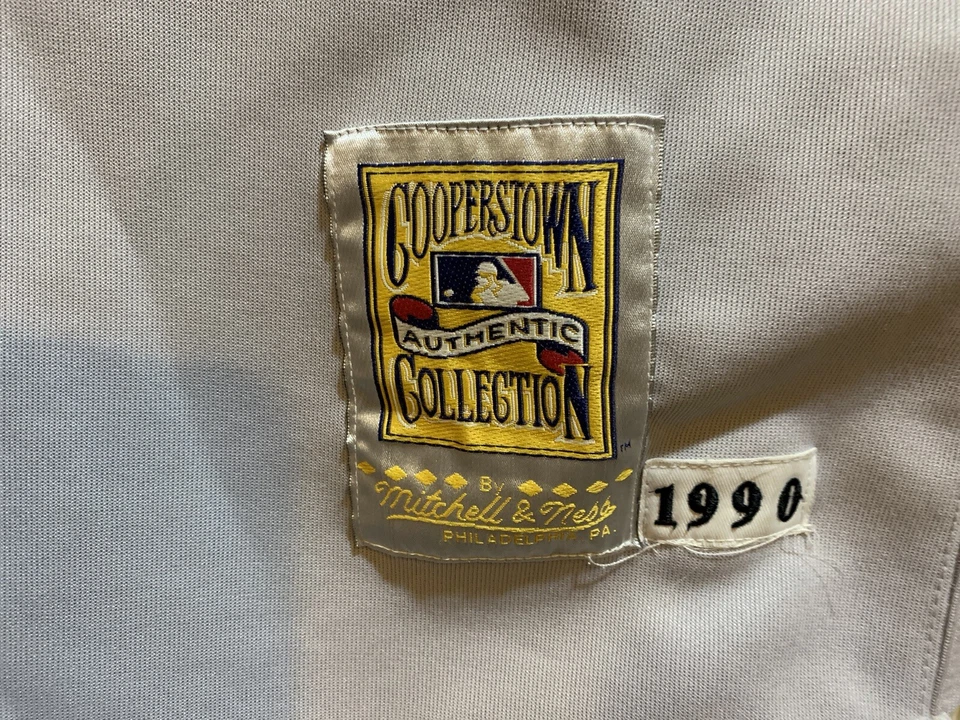 COOPERSTOWN
AUTHENTIC
COLLECTION
TM
By
Mitchell & Ness
PHILADELPHIA PA.
1990